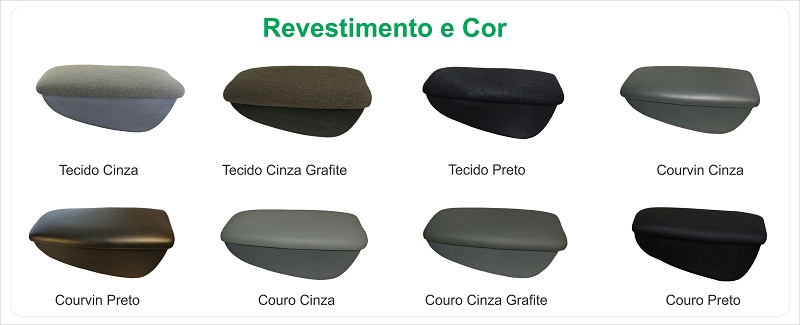 Revestimento e Cor
Tecido Cinza
Tecido Cinza Grafite
Tecido Preto
Courvin Cinza
Courvin Preto
Couro Cinza
Couro Cinza Grafite
Couro Preto